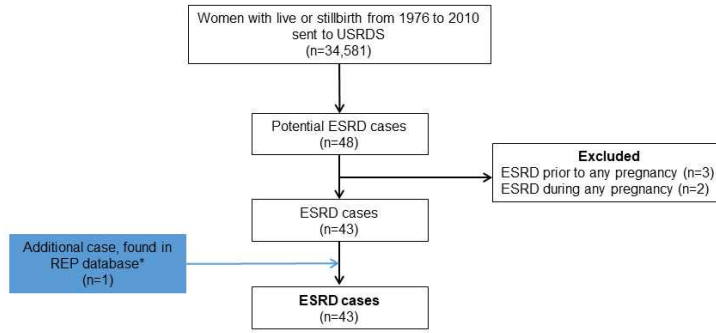 Women with live or stillbirth from 1976 to 2010
sent to USRDS
(n=34,581)
Potential ESRD cases
(n=48)
Excluded
ESRD prior to any pregnancy (n=3)
ESRD during any pregnancy (n=2)
ESRD cases
(n=43)
Additional case, found in
REP database*
(n=1)
ESRD cases
(n=43)